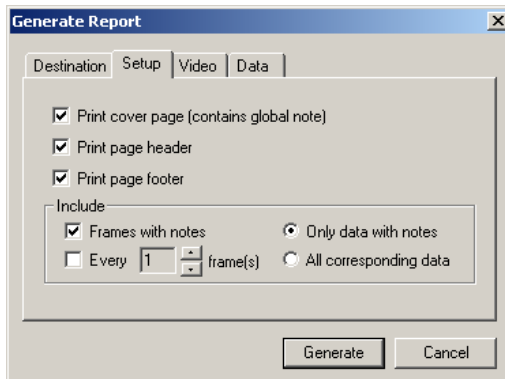 Generate Report
Destination Setup Video Data
Print cover page (contains global note)
Print page header
Print page footer
Include
Frames with notes Only data with notes
Every 1 frame(s) All corresponding data
Generate Cancel